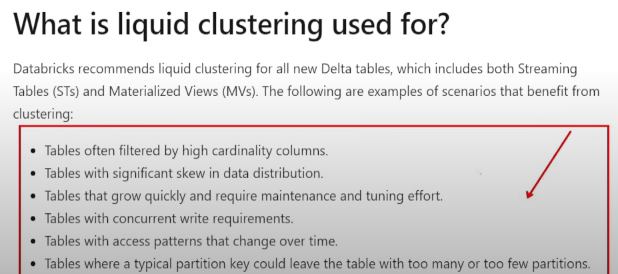 What is liquid clustering used for?
Databricks recommends liquid clustering for all new Delta tables, which includes both Streaming
Tables (STs) and Materialized Views (MVs). The following are examples of scenarios that benefit from
clustering:
• Tables often filtered by high cardinality columns.
• Tables with significant skew in data distribution.
• Tables that grow quickly and require maintenance and tuning effort.
• Tables with concurrent write requirements.
• Tables with access patterns that change over time.
• Tables where a typical partition key could leave the table with too many or too few partitions.